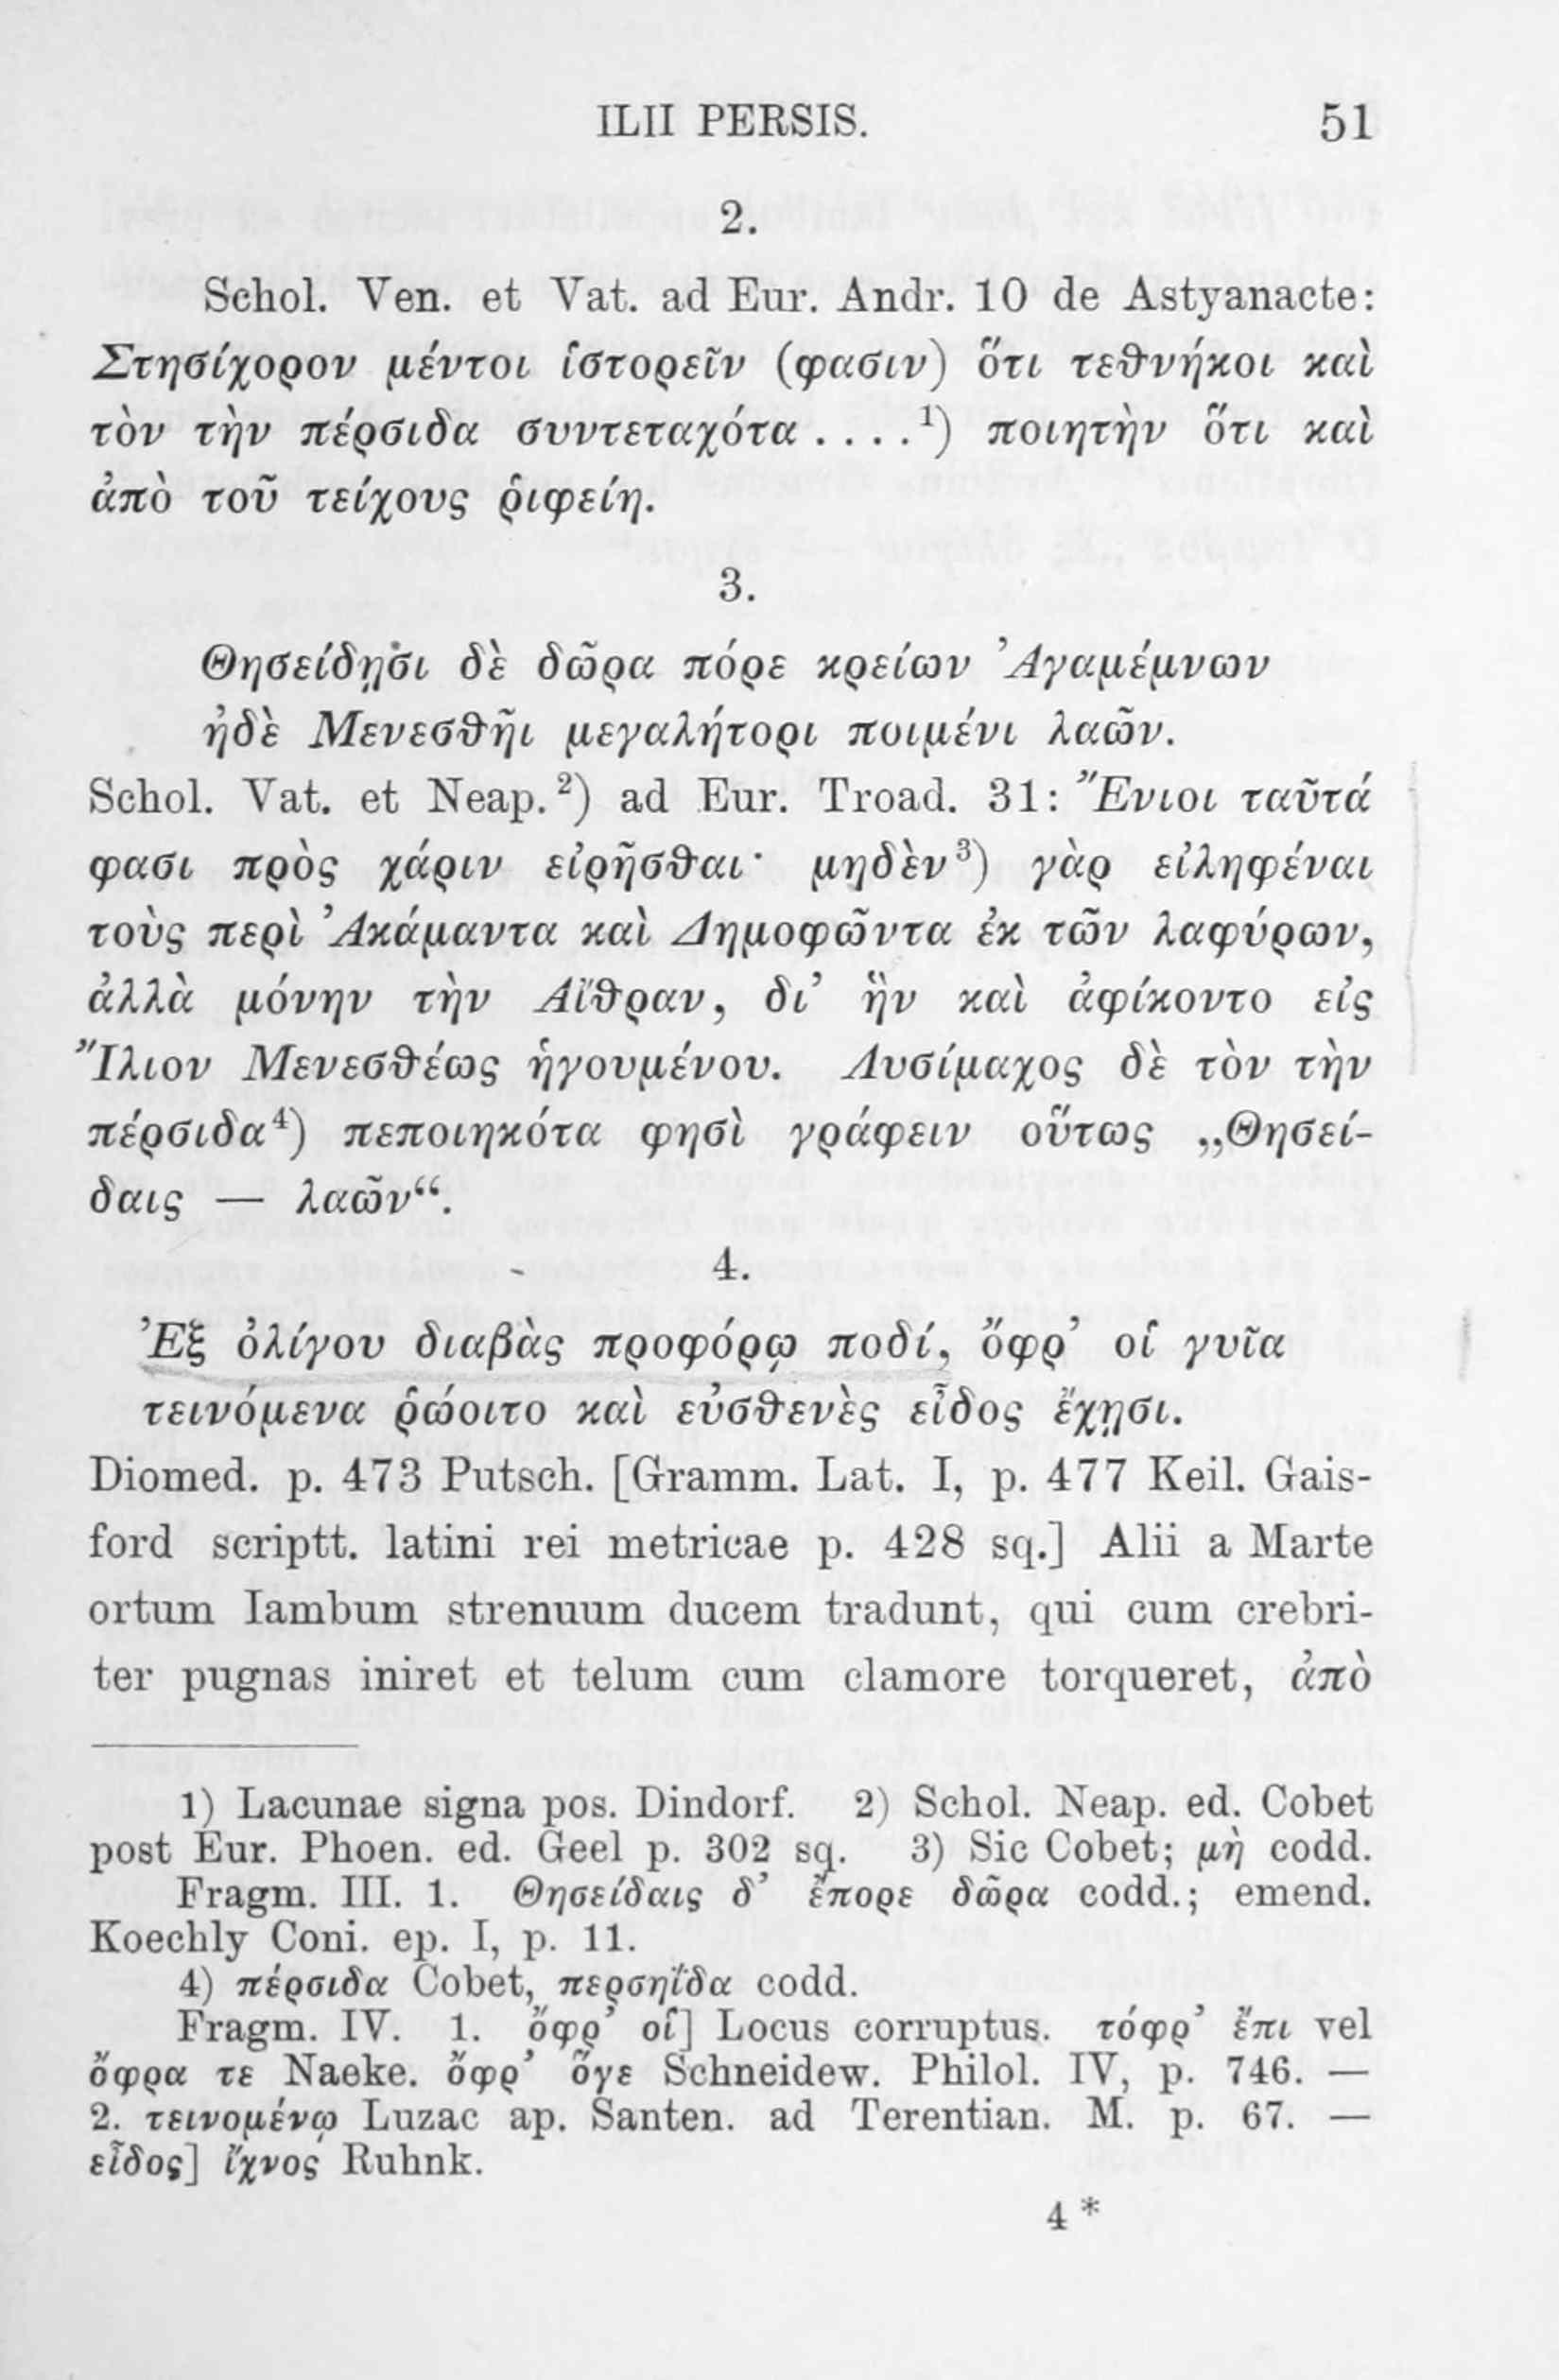 ILII PERSIS. 51
2.
Schol. Ven. et Vat. ad Eur. Andr. 10 de Astyanacte:
Στησίχορον μέντοι ἱστορεῖν (φασιν) ὅτι τεϑνήκοι καὶ
τὸν τὴν πέρσιδα συντεταχότα . . . . ¹) ποιητὴν ὅτι καὶ
ἀπὸ τοῦ τείχους ῥιφείη.
3.
Θησείδῃσι δὲ δῶρα πόρε κρείων Ἀγαμέμνων
ἠδὲ Μενεσϑῆι μεγαλήτορι ποιμένι λαῶν.
Schol. Vat. et Neap.²) ad Eur. Troad. 31: Ἔνιοι ταῦτά
φασι πρὸς χάριν εἰρῆσϑαι· μηδὲν³) γὰρ εἰληφέναι
τοὺς περὶ Ἀκάμαντα καὶ Δημοφῶντα ἐκ τῶν λαφύρων,
ἀλλὰ μόνην τὴν Αἴϑραν, δι’ ἣν καὶ ἀφίκοντο εἰς
Ἴλιον Μενεσϑέως ἡγουμένου. Λυσίμαχος δὲ τὸν τὴν
πέρσιδα⁴) πεποιηκότα φησὶ γράφειν οὕτως „Θησεί-
δαις — λαῶν“.
4.
Ἐξ ὀλίγου διαβὰς προφόρῳ ποδί, ὄφρ’ οἱ γυῖα
τεινόμενα ῥώοιτο καὶ εὐσϑενὲς εἶδος ἔχῃσι.
Diomed. p. 473 Putsch. [Gramm. Lat. I, p. 477 Keil. Gais-
ford scriptt. latini rei metricae p. 428 sq.] Alii a Marte
ortum Iambum strenuum ducem tradunt, qui cum crebri-
ter pugnas iniret et telum cum clamore torqueret, ἀπὸ
1) Lacunae signa pos. Dindorf. 2) Schol. Neap. ed. Cobet
post Eur. Phoen. ed. Geel p. 302 sq. 3) Sic Cobet; μὴ codd.
Fragm. III. 1. Θησείδαις δ’ ἔπορε δῶρα codd.; emend.
Koechly Coni. ep. I, p. 11.
4) πέρσιδα Cobet, περσηΐδα codd.
Fragm. IV. 1. ὄφρ’ οἱ] Locus corruptus. τόφρ’ ἔπι vel
ὄφρα τε Naeke. ὄφρ’ ὅγε Schneidew. Philol. IV, p. 746. —
2. τεινομένῳ Luzac ap. Santen. ad Terentian. M. p. 67. —
εἶδος] ἴχνος Ruhnk.
4 *